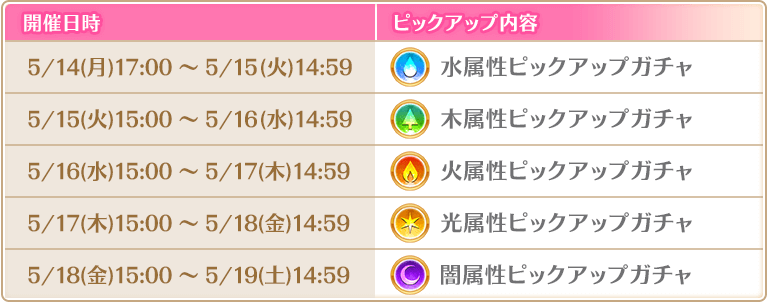 開催日時 ピックアップ内容
5/14(月)17:00 ～ 5/15(火)14:59 水属性ピックアップガチャ
5/15(火)15:00 ～ 5/16(水)14:59 木属性ピックアップガチャ
5/16(水)15:00 ～ 5/17(木)14:59 火属性ピックアップガチャ
5/17(木)15:00 ～ 5/18(金)14:59 光属性ピックアップガチャ
5/18(金)15:00 ～ 5/19(土)14:59 闇属性ピックアップガチャ